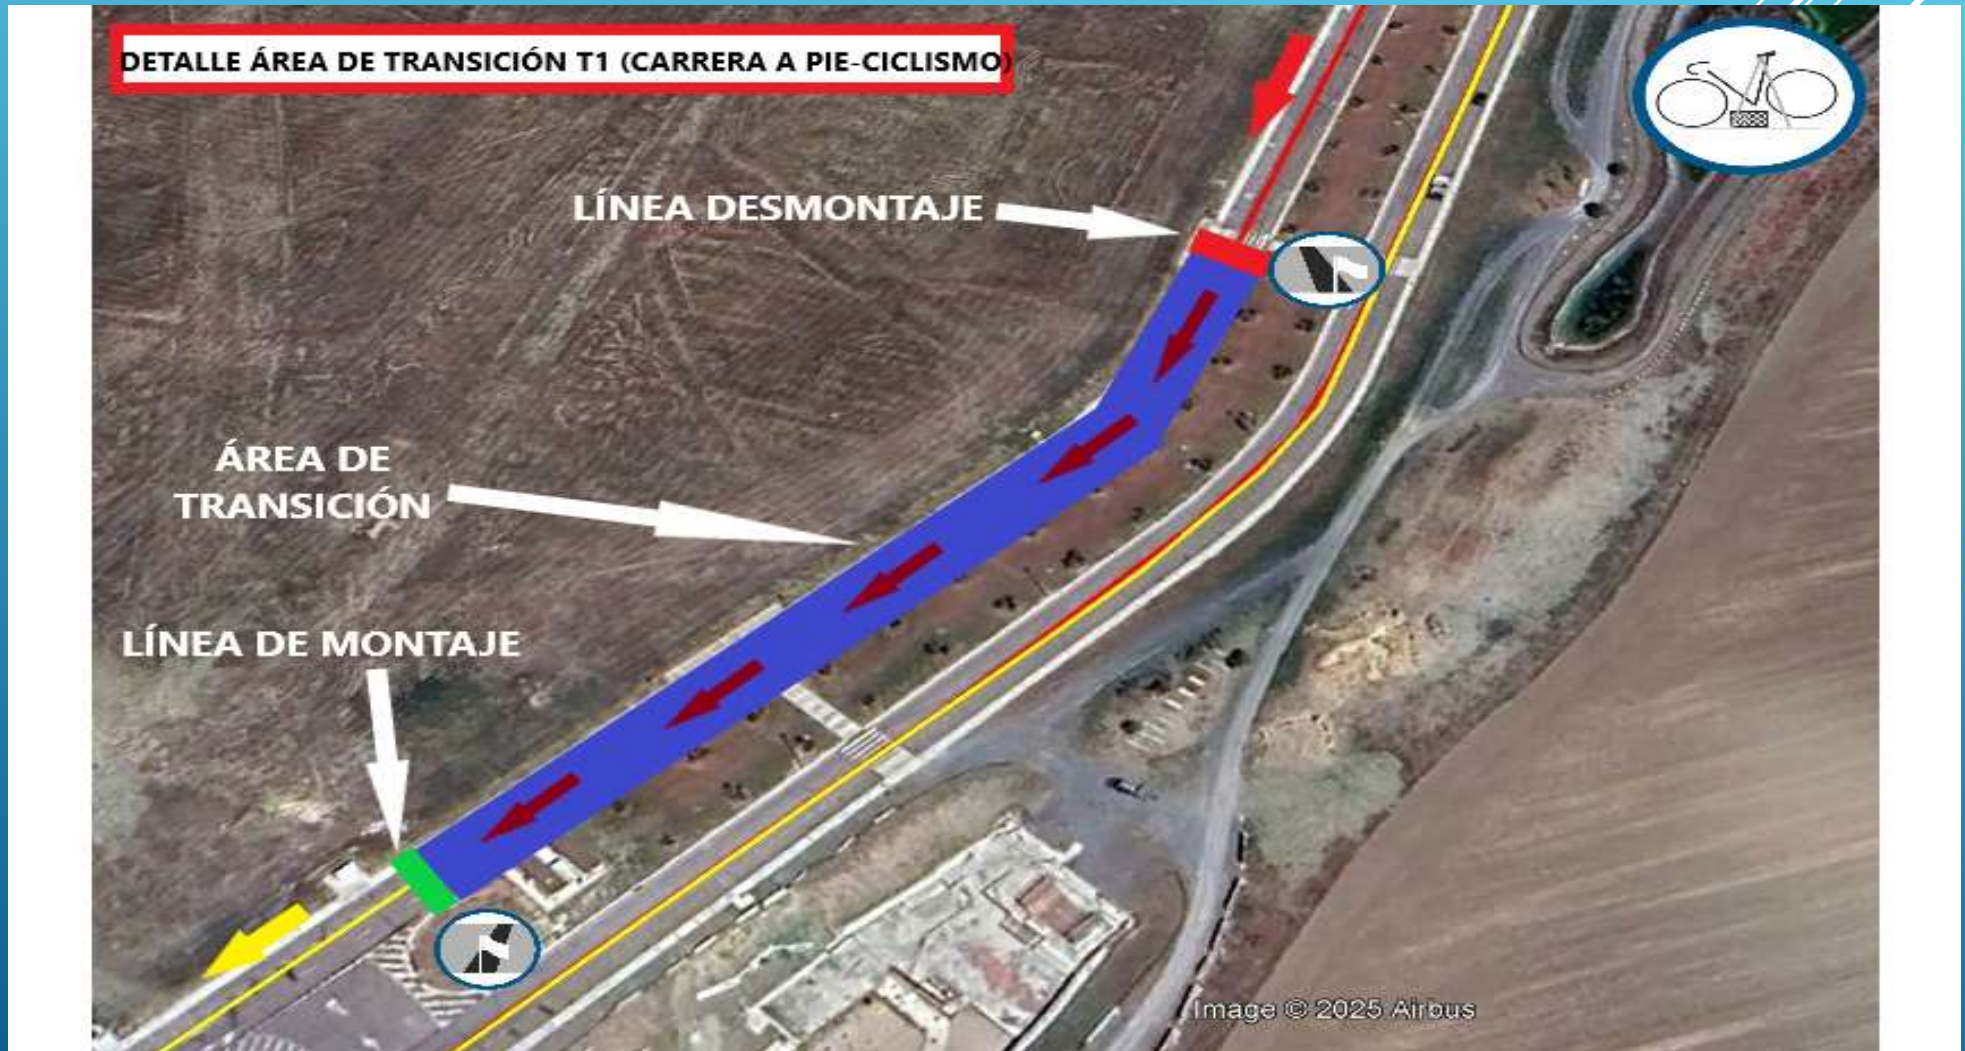 DETALLE ÁREA DE TRANSICIÓN T1 (CARRERA A PIE-CICLISMO)
LÍNEA DESMONTAJE
ÁREA DE
TRANSICIÓN
LÍNEA DE MONTAJE
Image © 2025 Airbus